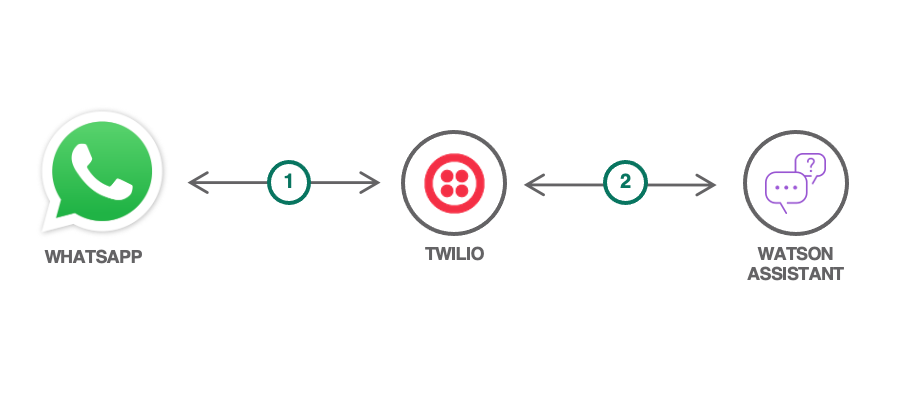 1
2
?
WHATSAPP
TWILIO
WATSON
ASSISTANT